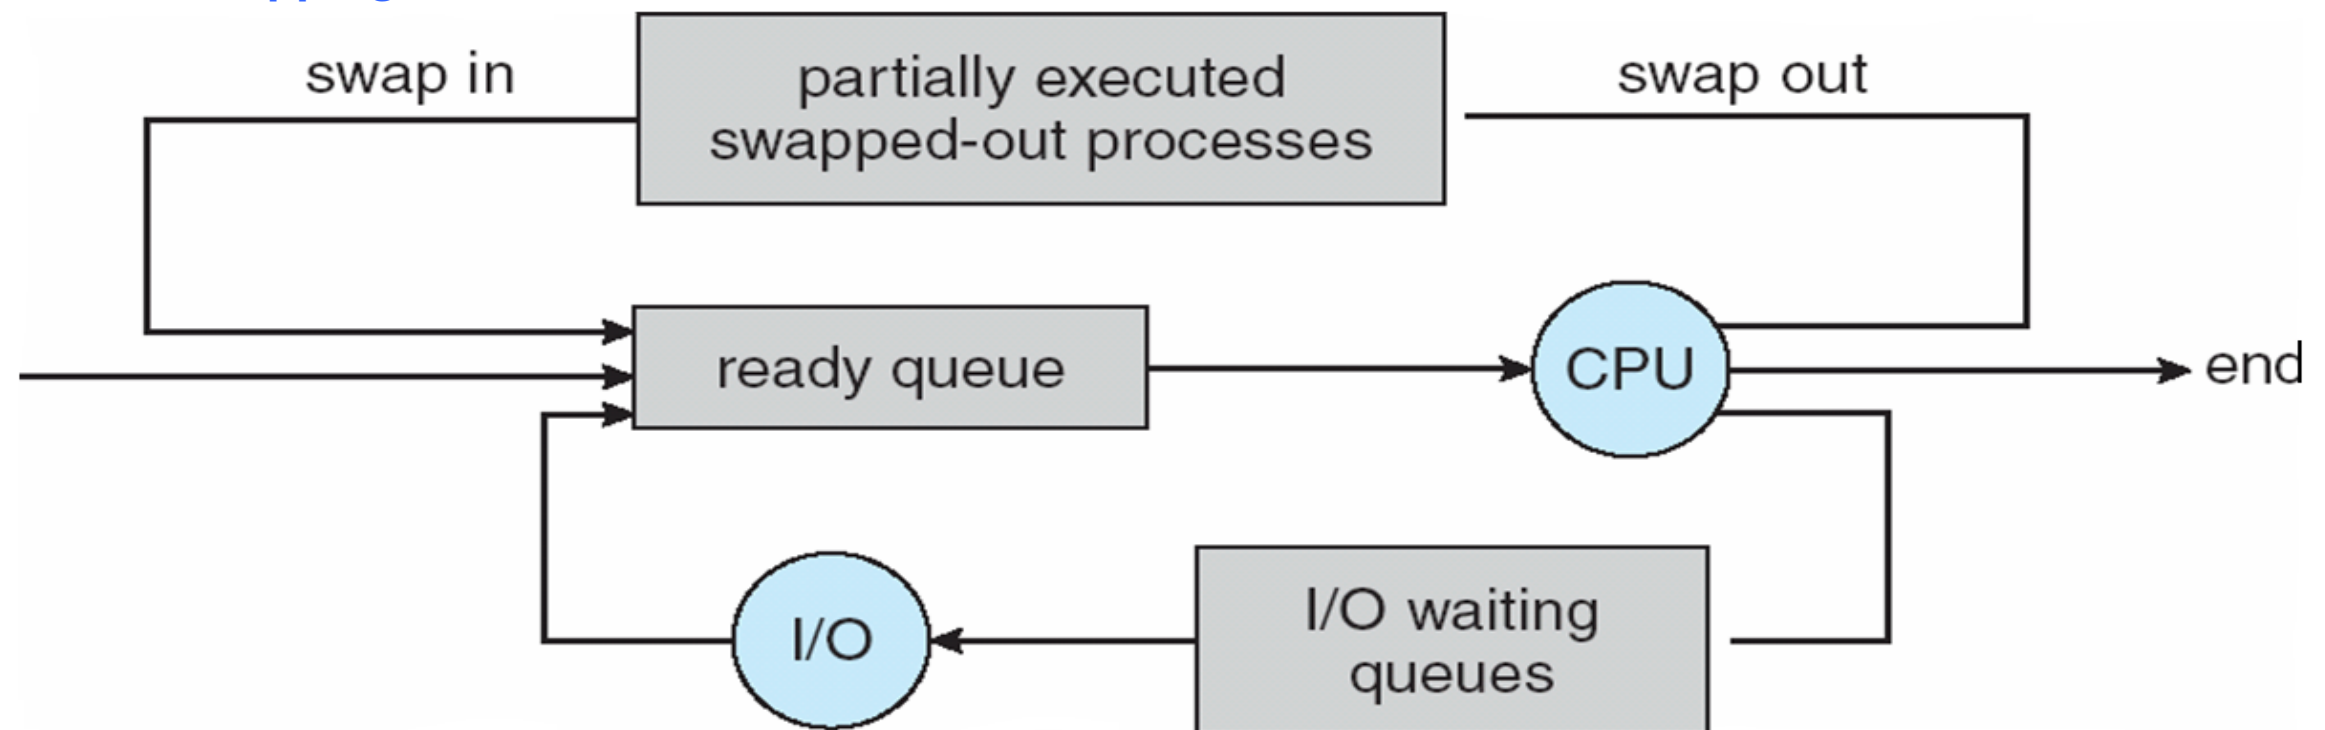 swap in
partially executed
swapped-out processes
swap out
ready queue
CPU
end
I/O
I/O waiting
queues